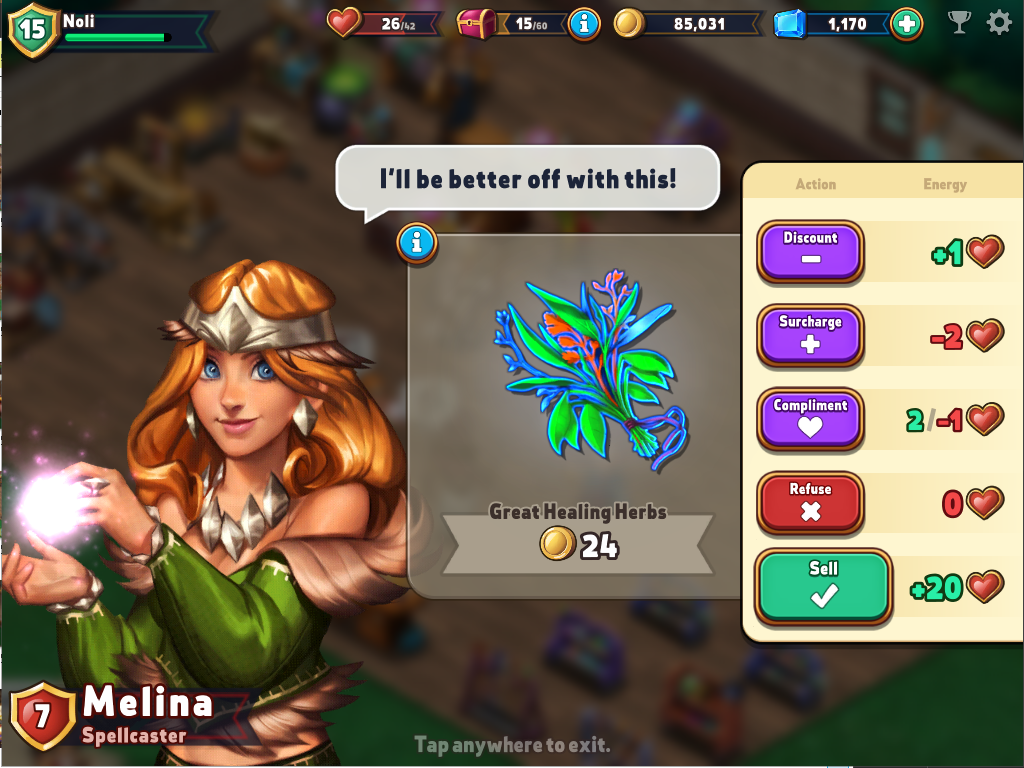 15
Noli
26/42
15/60
i
85,031
1,170
I'll be better off with this!
i
Great Healing Herbs
24
Action Energy
Discount +1
Surcharge -2
Compliment 2/-1
Refuse 0
Sell +20
7
Melina
Spellcaster
Tap anywhere to exit.